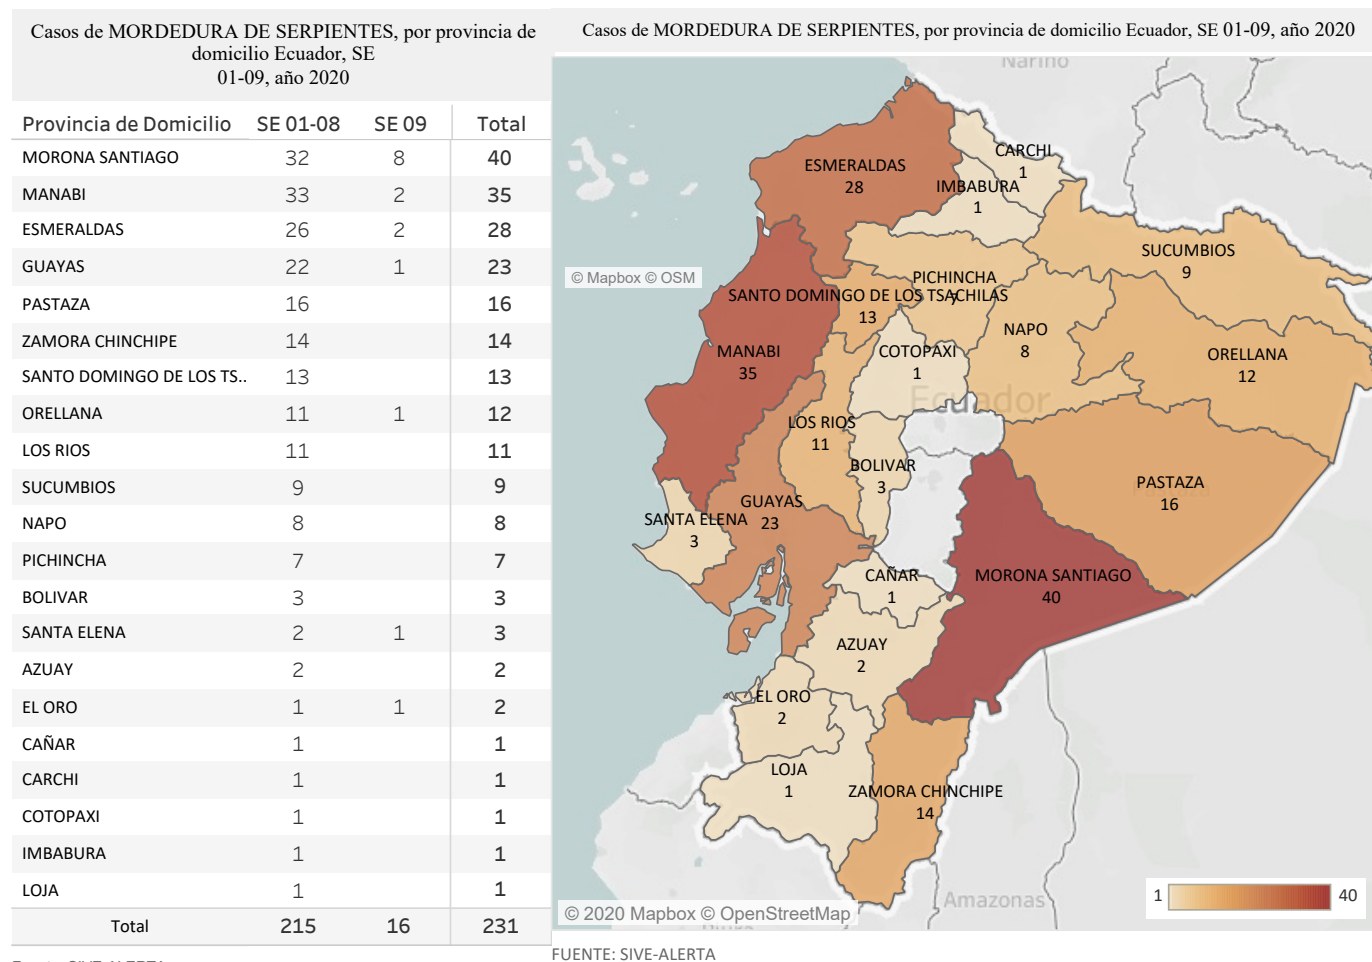 Casos de MORDEDURA DE SERPIENTES, por provincia de
domicilio Ecuador, SE
01-09, año 2020
Provincia de Domicilio SE 01-08 SE 09 Total
MORONA SANTIAGO 32 8 40
MANABI 33 2 35
ESMERALDAS 26 2 28
GUAYAS 22 1 23
PASTAZA 16 16
ZAMORA CHINCHIPE 14 14
SANTO DOMINGO DE LOS TS.. 13 13
ORELLANA 11 1 12
LOS RIOS 11 11
SUCUMBIOS 9 9
NAPO 8 8
PICHINCHA 7 7
BOLIVAR 3 3
SANTA ELENA 2 1 3
AZUAY 2 2
EL ORO 1 1 2
CAÑAR 1 1
CARCHI 1 1
COTOPAXI 1 1
IMBABURA 1 1
LOJA 1 1
Total 215 16 231
Casos de MORDEDURA DE SERPIENTES, por provincia de domicilio Ecuador, SE 01-09, año 2020
Nariño
CARCHI
1
ESMERALDAS
28
IMBABURA
1
SUCUMBIOS
9
© Mapbox © OSM
PICHINCHA
7
SANTO DOMINGO DE LOS TSACHILAS
13
NAPO
8
MANABI
35
COTOPAXI
1
ORELLANA
12
Ecuador
LOS RIOS
11
BOLIVAR
3
PASTAZA
16
GUAYAS
23
SANTA ELENA
3
CAÑAR
1
MORONA SANTIAGO
40
AZUAY
2
EL ORO
2
LOJA
1
ZAMORA CHINCHIPE
14
1 40
Amazonas
© 2020 Mapbox © OpenStreetMap
FUENTE: SIVE-ALERTA